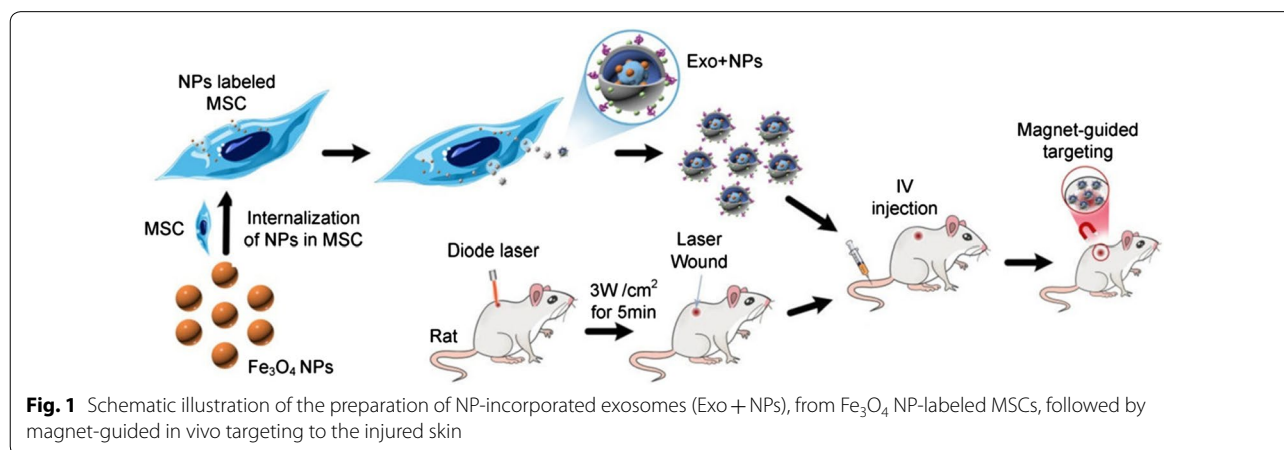 NPs labeled
MSC
Exo+NPs
Magnet-guided
targeting
MSC
Internalization
of NPs in MSC
IV
injection
Diode laser
Laser
Wound
3W /cm²
for 5min
Rat
Fe₃O₄ NPs
Fig. 1 Schematic illustration of the preparation of NP-incorporated exosomes (Exo + NPs), from Fe₃O₄ NP-labeled MSCs, followed by
magnet-guided in vivo targeting to the injured skin